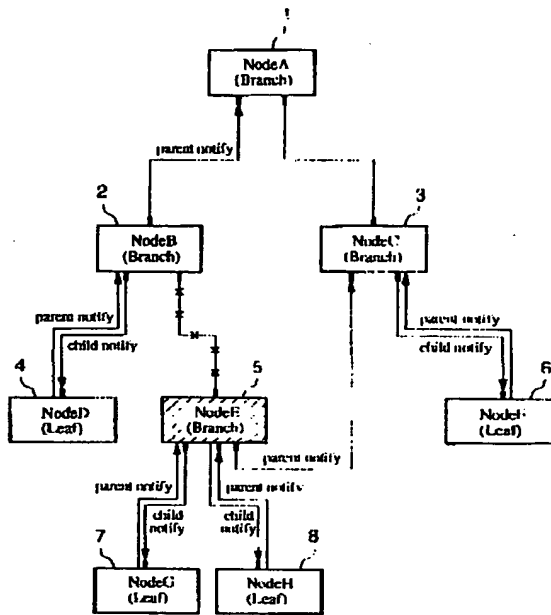 1
NodeA
(Branch)
parent notify
2
NodeB
(Branch)
3
NodeC
(Branch)
parent notify
child notify
parent notify
child notify
4
NodeD
(Leaf)
5
NodeE
(Branch)
6
NodeF
(Leaf)
parent notify
parent notify
parent notify
child
notify
child
notify
7
NodeG
(Leaf)
8
NodeH
(Leaf)